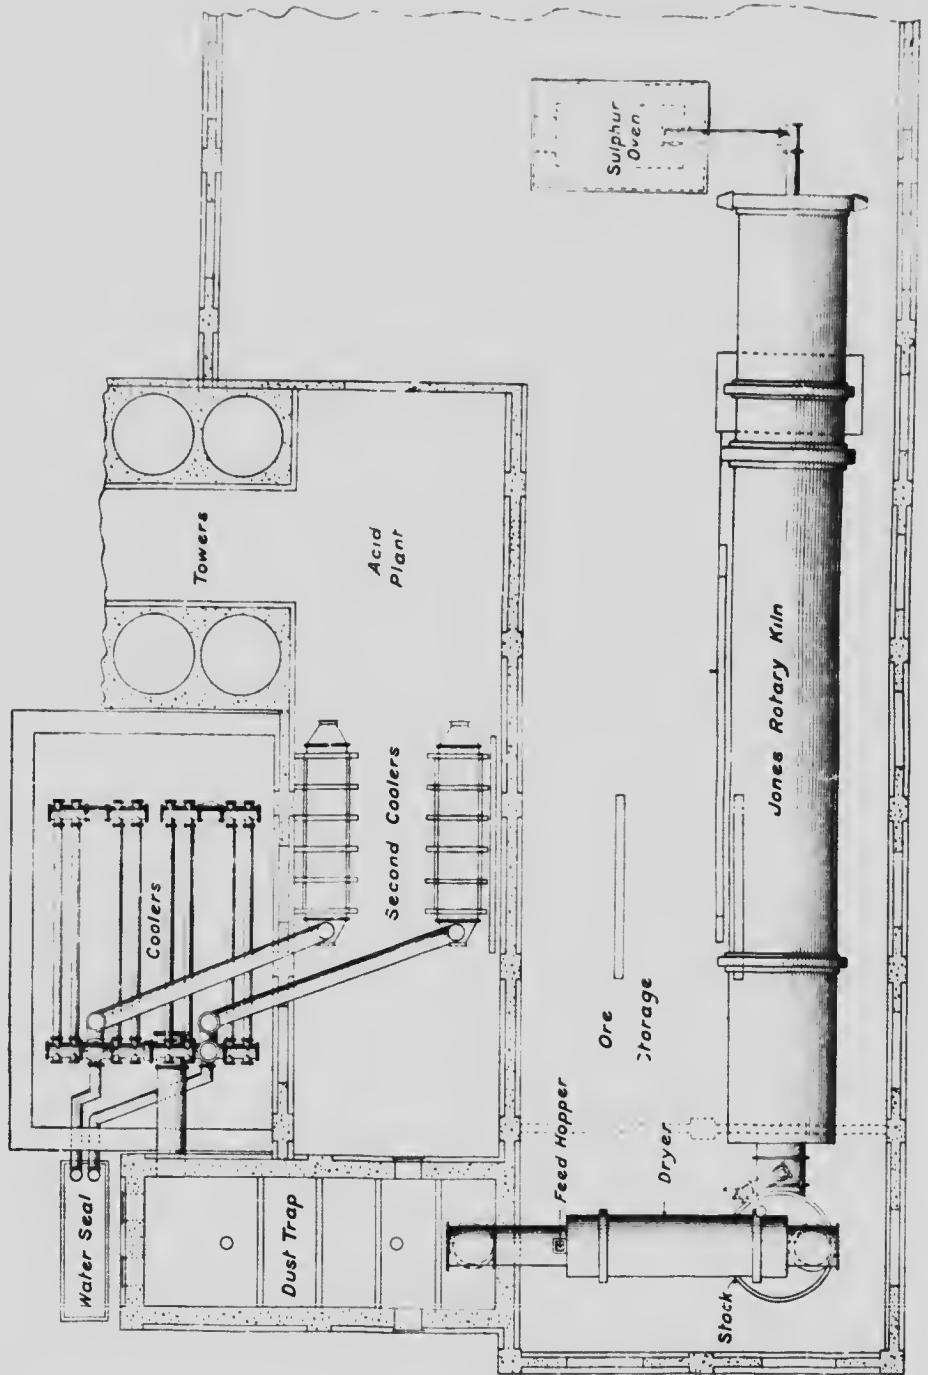 Water Seal
Coolers
Towers
Dust Trap
Second Coolers
Acid
Plant
Feed Hopper
Ore
Storage
Sulphur
Oven
Dryer
Stock
Jones Rotary Kiln